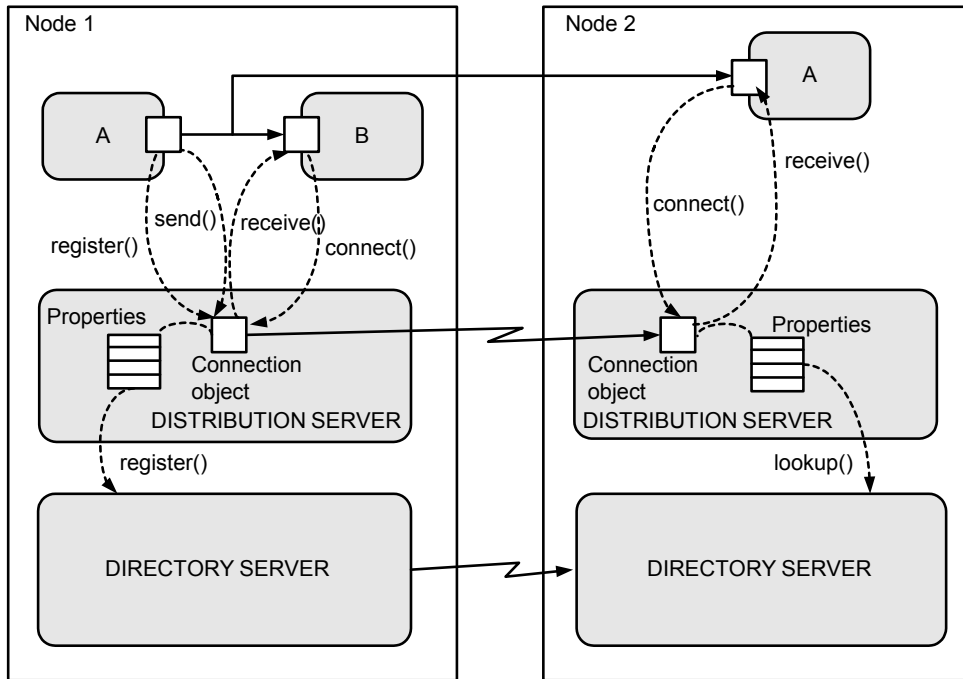 Node 1
A
B
send()
receive()
register()
connect()
Properties
Connection
object
DISTRIBUTION SERVER
register()
DIRECTORY SERVER
Node 2
A
receive()
connect()
Properties
Connection
object
DISTRIBUTION SERVER
lookup()
DIRECTORY SERVER